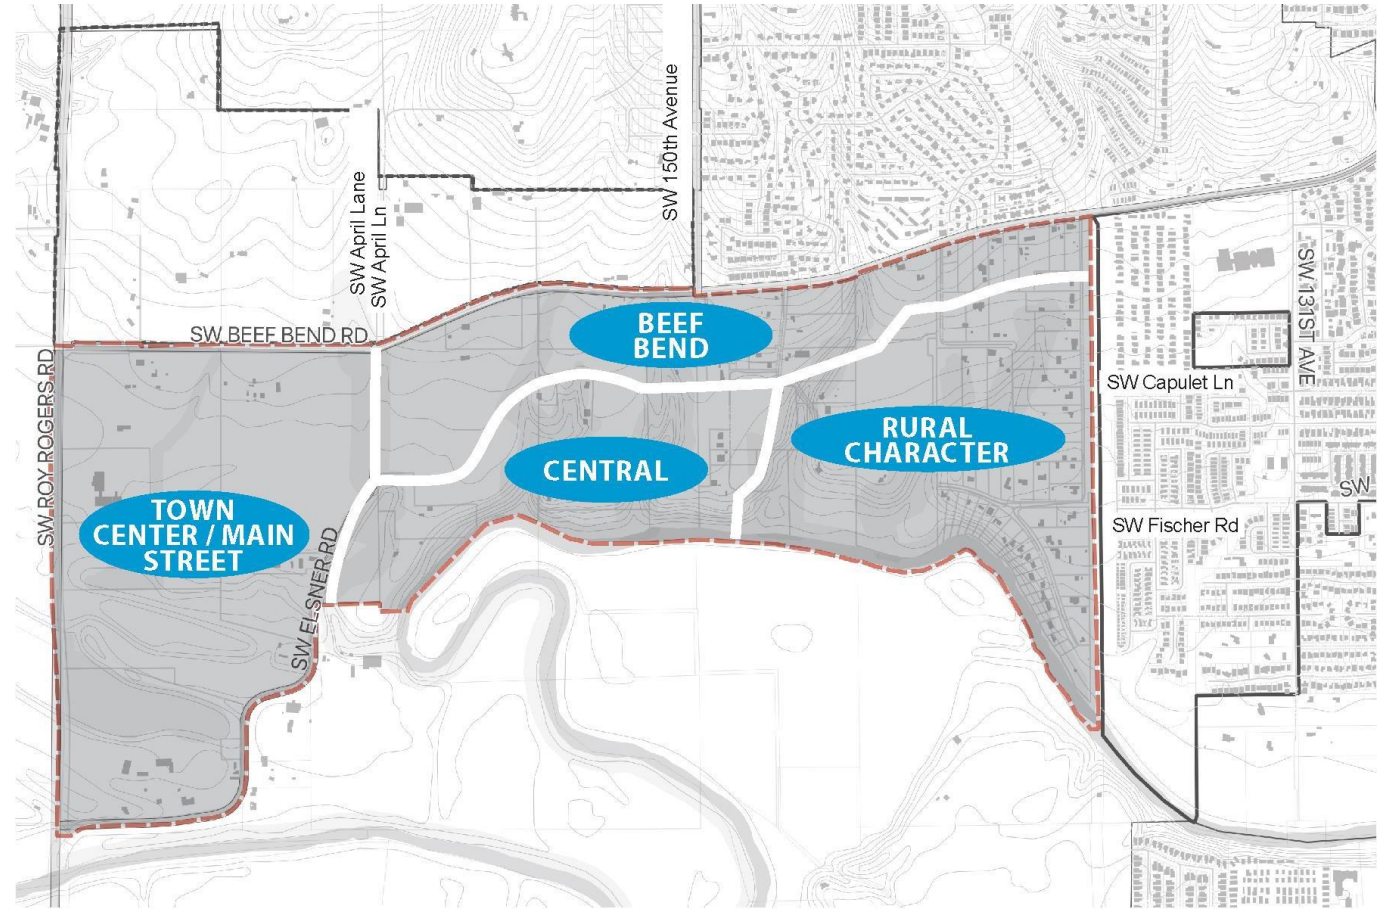 SW 150th Avenue
SW April Lane
SW April Ln
SW BEEF BEND RD
SW ROY ROGERS RD
BEEF
BEND
SW 131ST AVE
SW Capulet Ln
RURAL
CHARACTER
CENTRAL
TOWN
CENTER / MAIN
STREET
SW
SW Fischer Rd
SW ELSNER RD